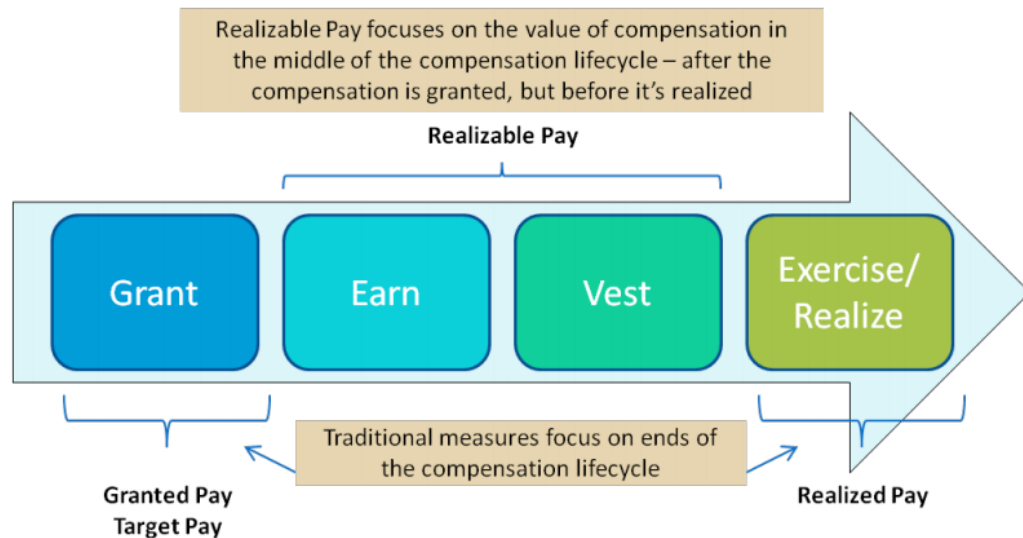 Realizable Pay focuses on the value of compensation in
the middle of the compensation lifecycle – after the
compensation is granted, but before it's realized
Realizable Pay
Grant
Earn
Vest
Exercise/
Realize
Traditional measures focus on ends of
the compensation lifecycle
Granted Pay
Target Pay
Realized Pay